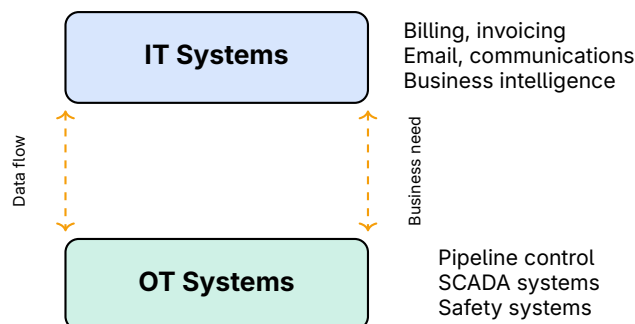 IT Systems
Billing, invoicing
Email, communications
Business intelligence
Data flow
Business need
OT Systems
Pipeline control
SCADA systems
Safety systems